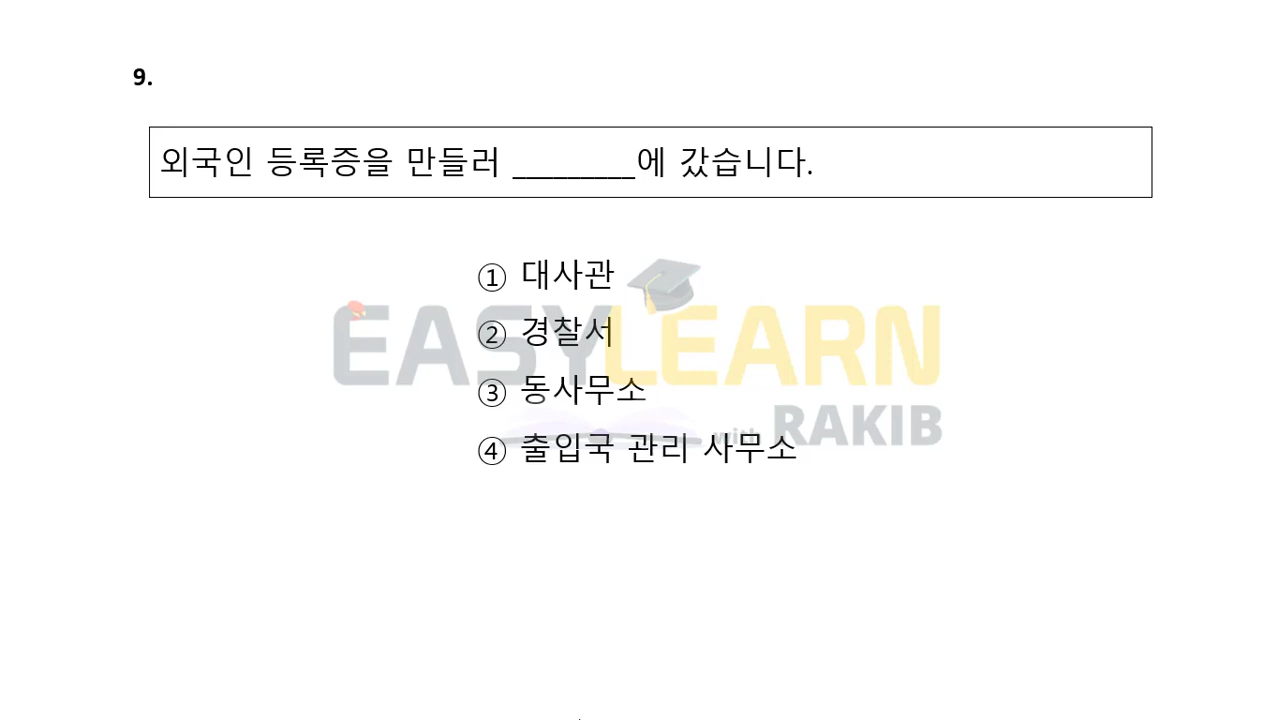 9.
외국인 등록증을 만들러 _________에 갔습니다.
① 대사관
② 경찰서
③ 동사무소
④ 출입국 관리 사무소
EASYLEARN
with RAKIB